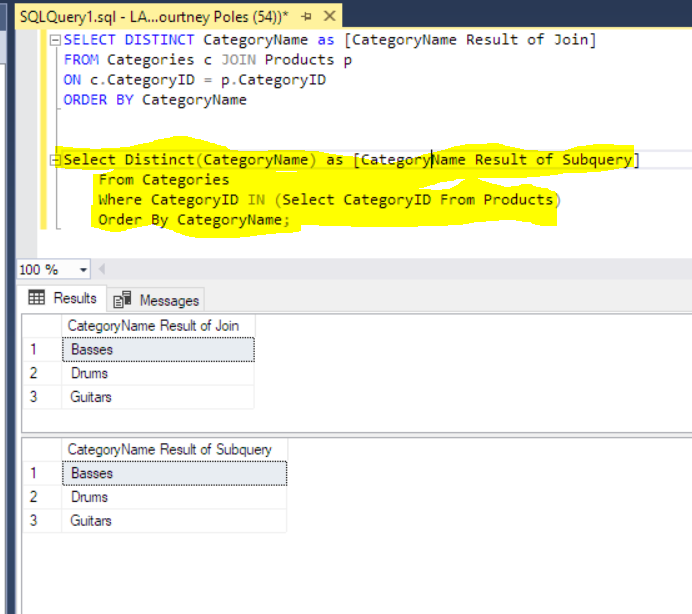 SQLQuery1.sql - LA...ourtney Poles (54))*
SELECT DISTINCT CategoryName as [CategoryName Result of Join]
FROM Categories c JOIN Products p
ON c.CategoryID = p.CategoryID
ORDER BY CategoryName
Select Distinct(CategoryName) as [CategoryName Result of Subquery]
From Categories
Where CategoryID IN (Select CategoryID From Products)
Order By CategoryName;
100 %
Results Messages
CategoryName Result of Join
1 Basses
2 Drums
3 Guitars
CategoryName Result of Subquery
1 Basses
2 Drums
3 Guitars